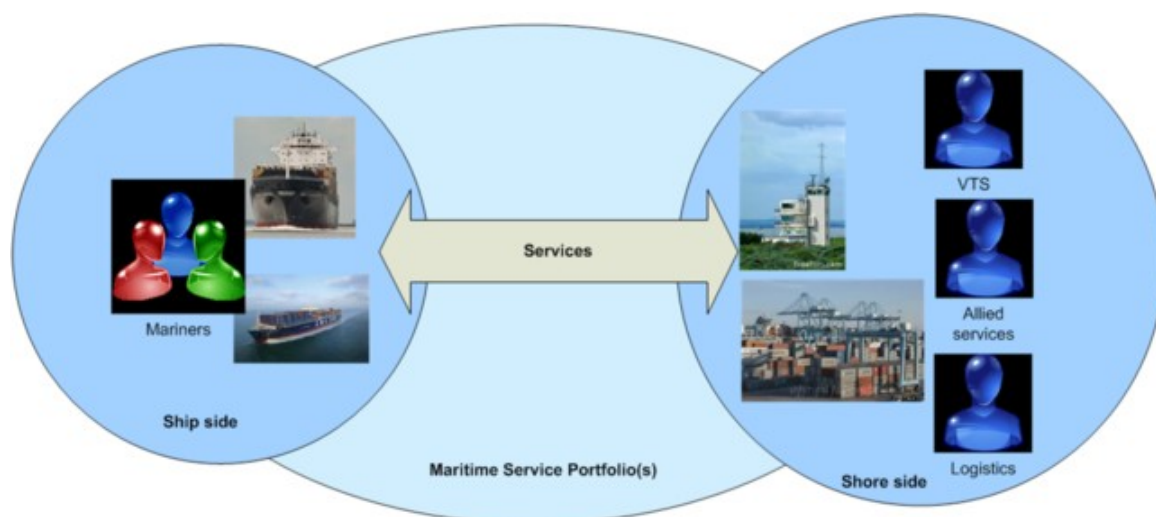 VTS
Services
Mariners
Allied
services
Ship side
Maritime Service Portfolio(s)
Logistics
Shore side